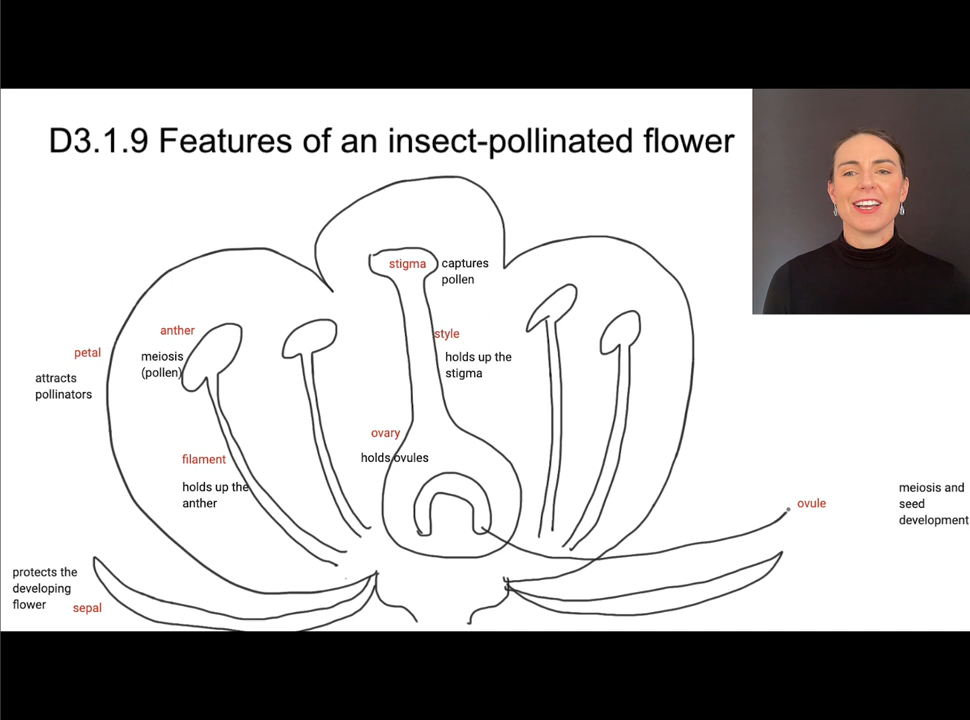 D3.1.9 Features of an insect-pollinated flower
stigma
captures
pollen
anther
style
petal
meiosis
(pollen)
holds up the
stigma
attracts
pollinators
ovary
holds ovules
filament
holds up the
anther
ovule
meiosis and
seed
development
protects the
developing
flower
sepal